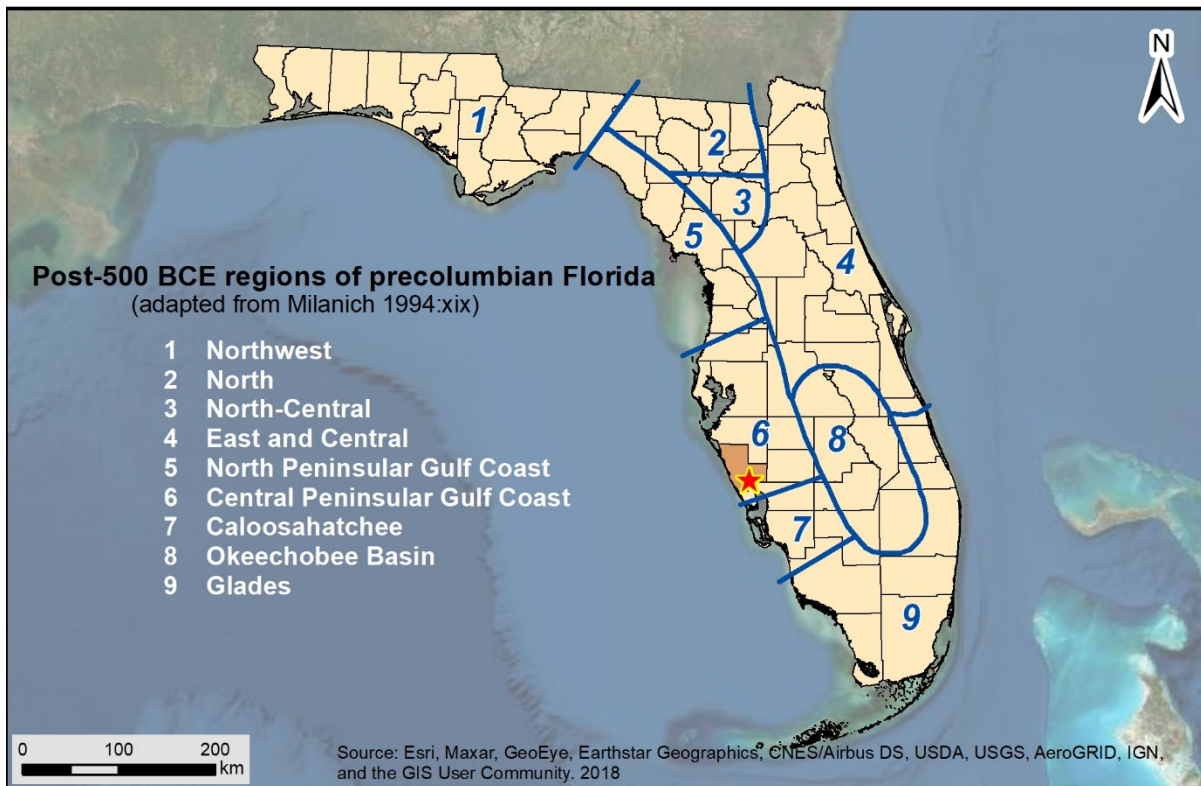 N
1
2
3
5
4
Post-500 BCE regions of precolumbian Florida
(adapted from Milanich 1994:xix)
1 Northwest
2 North
3 North-Central
4 East and Central
5 North Peninsular Gulf Coast
6 Central Peninsular Gulf Coast
7 Caloosahatchee
8 Okeechobee Basin
9 Glades
6
8
7
9
0 100 200
km
Source: Esri, Maxar, GeoEye, Earthstar Geographics, CNES/Airbus DS, USDA, USGS, AeroGRID, IGN,
and the GIS User Community. 2018